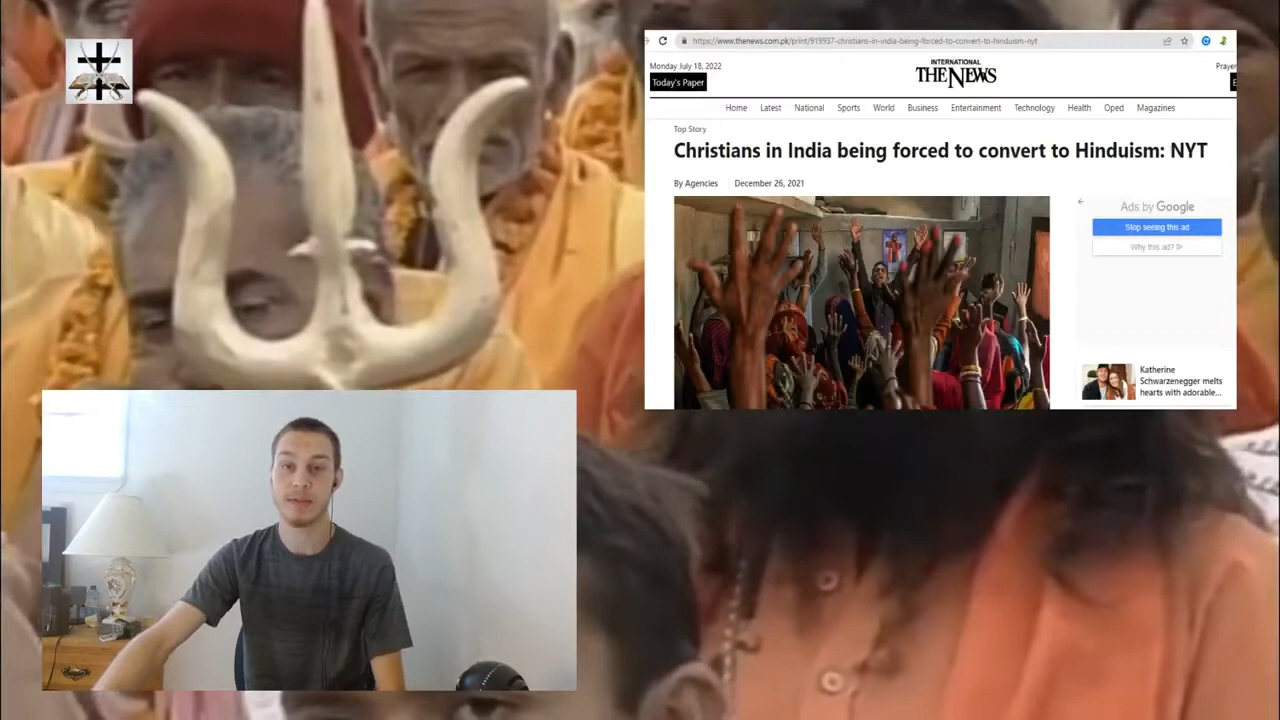 https://www.thenews.com.pk/print/919937-christians-in-india-being-forced-to-convert-to-hinduism-nyt
Monday July 18, 2022
INTERNATIONAL
THE NEWS
Prayer
Today's Paper
E
Home Latest National Sports World Business Entertainment Technology Health Oped Magazines
Top Story
Christians in India being forced to convert to Hinduism: NYT
By Agencies December 26, 2021
Ads by Google
Stop seeing this ad
Why this ad?
Katherine
Schwarzenegger melts
hearts with adorable...